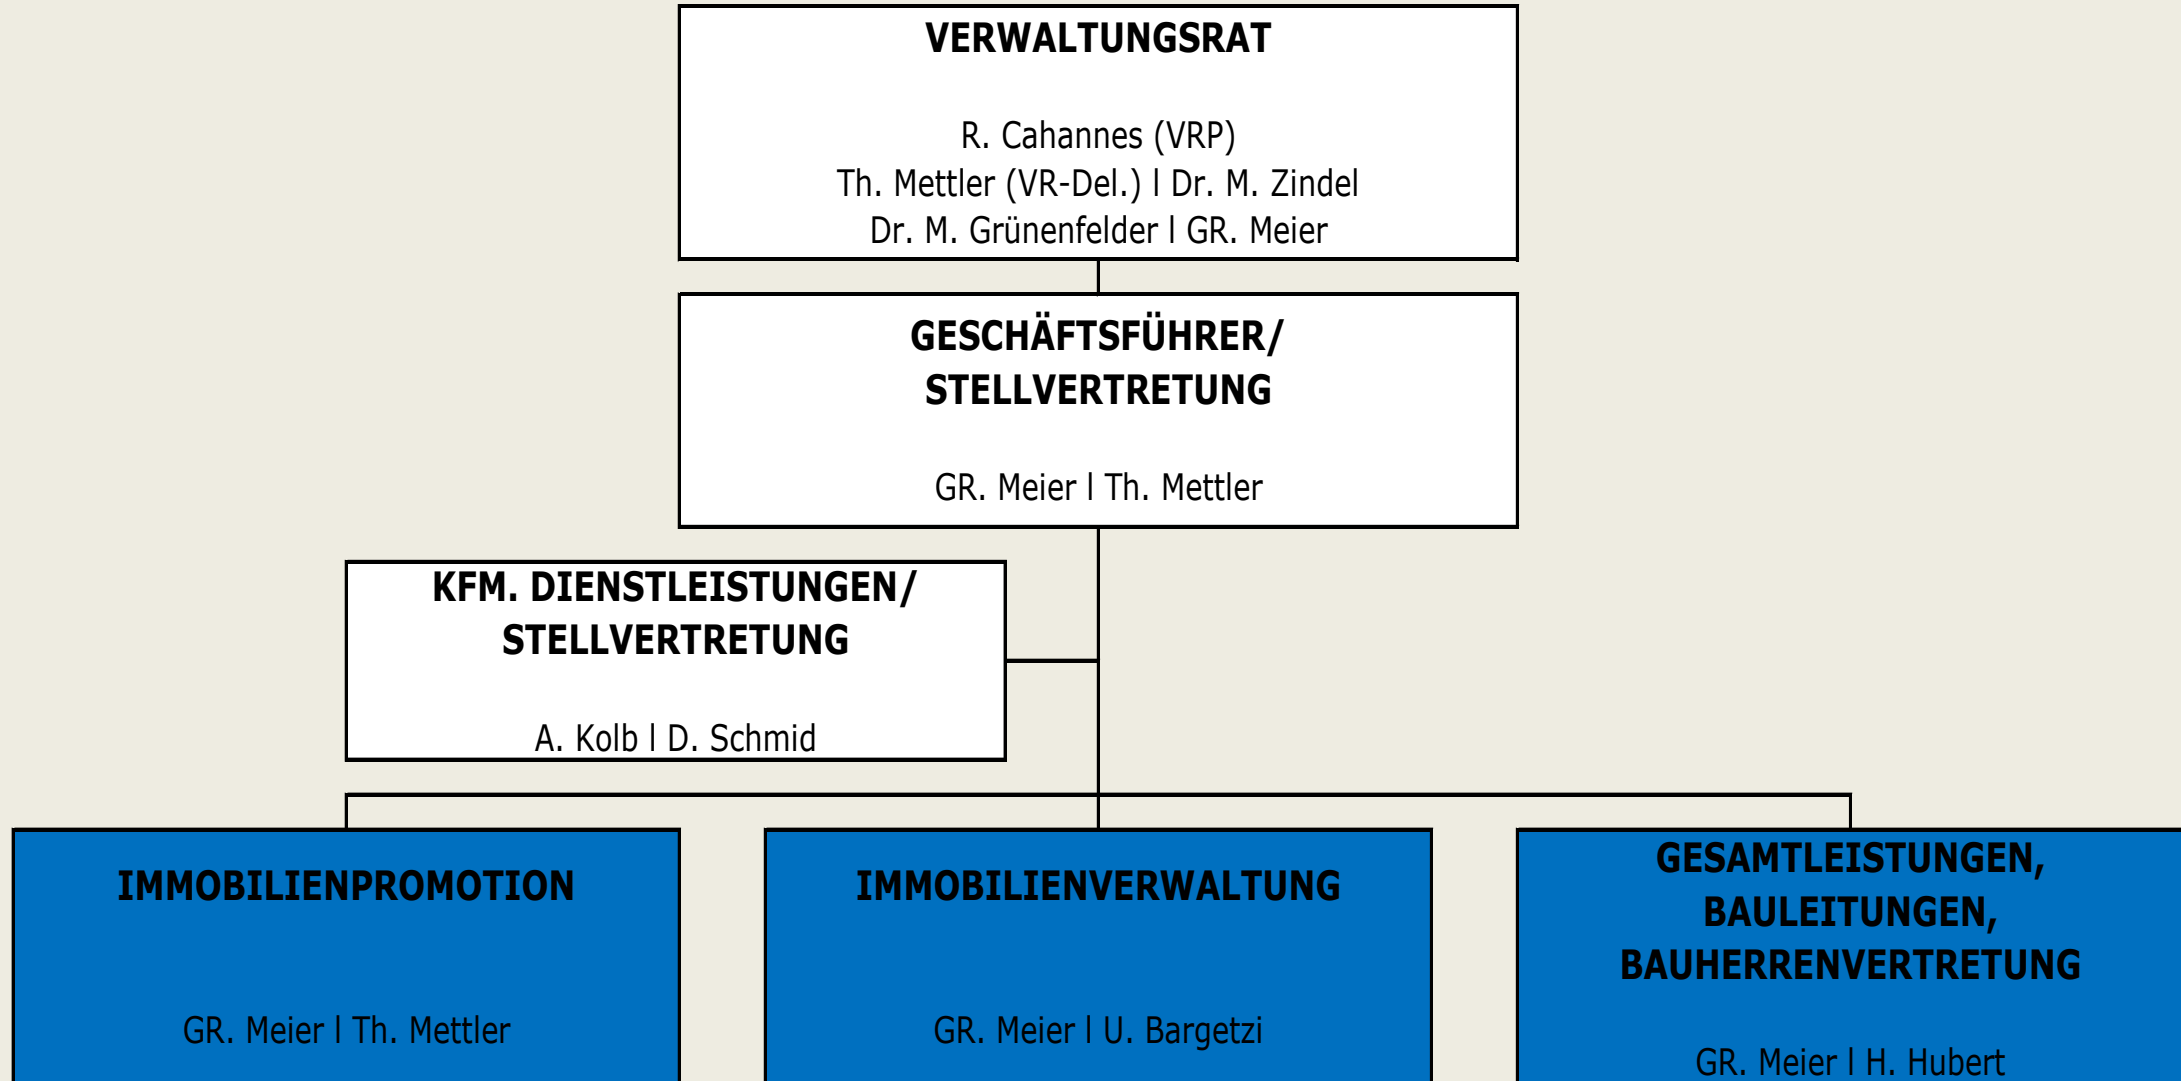 VERWALTUNGSRAT
R. Cahannes (VRP)
Th. Mettler (VR-Del.) l Dr. M. Zindel
Dr. M. Grünenfelder l GR. Meier
GESCHÄFTSFÜHRER/
STELLVERTRETUNG
GR. Meier l Th. Mettler
KFM. DIENSTLEISTUNGEN/
STELLVERTRETUNG
A. Kolb l D. Schmid
IMMOBILIENPROMOTION
GR. Meier l Th. Mettler
IMMOBILIENVERWALTUNG
GR. Meier l U. Bargetzi
GESAMTLEISTUNGEN,
BAULEITUNGEN,
BAUHERRENVERTRETUNG
GR. Meier l H. Hubert